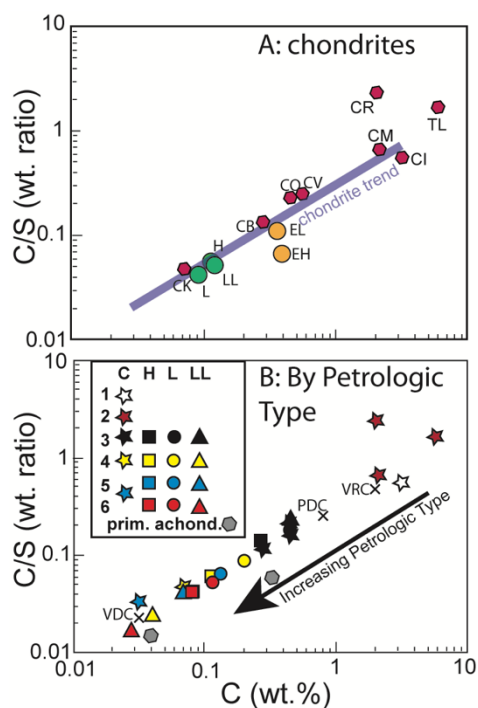 A: chondrites
10
CR
TL
1
CM
CI
CO
CV
chondrite trend
0.1
CB
EL
H
EH
CK
L
LL
0.01
C/S (wt. ratio)
10
C H L LL
B: By Petrologic
Type
1
2
3
4
5
6
prim. achond.
1
VRC
PDC
0.1
Increasing Petrologic Type
VDC
0.01
C/S (wt. ratio)
0.01 0.1 1 10
C (wt.%)